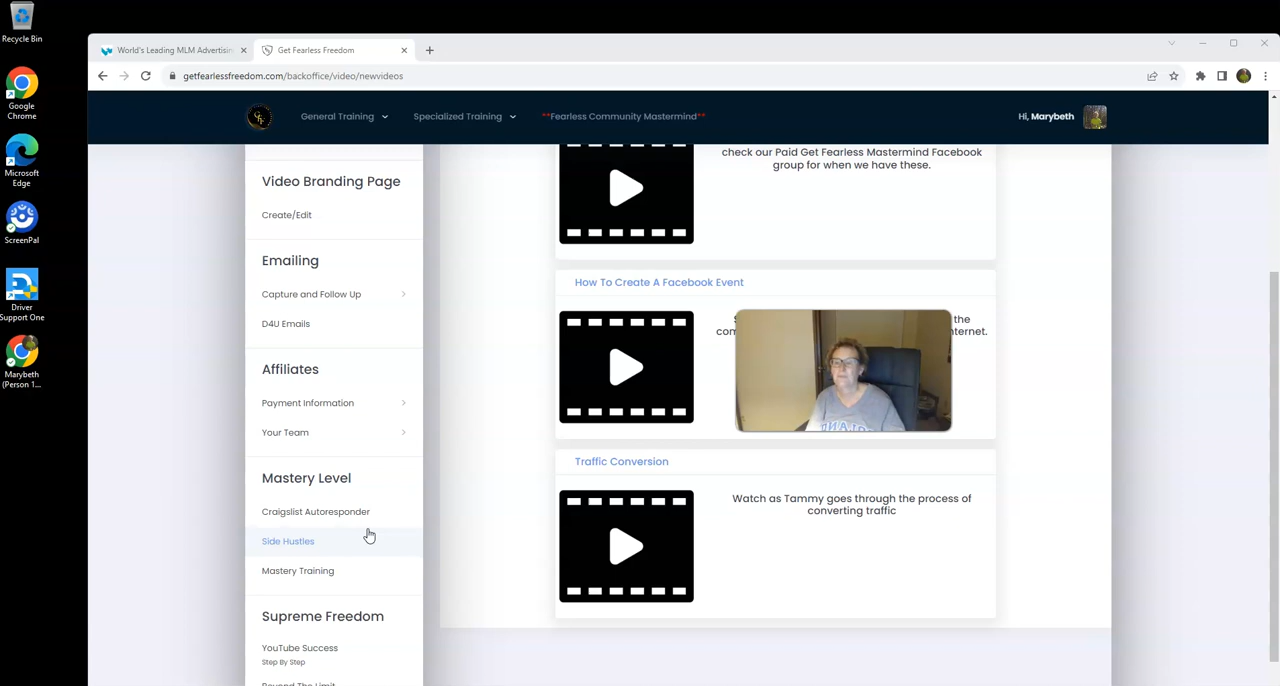 Recycle Bin
Google
Chrome
Microsoft
Edge
ScreenPal
Driver
Support One
Marybeth
(Person 1...
World's Leading MLM Advertisin
Get Fearless Freedom
getfearlessfreedom.com/backoffice/video/newvideos
General Training
Specialized Training
**Fearless Community Mastermind**
Hi, Marybeth
Video Branding Page
Create/Edit
Emailing
Capture and Follow Up
D4U Emails
Affiliates
Payment Information
Your Team
Mastery Level
Craigslist Autoresponder
Side Hustles
Mastery Training
Supreme Freedom
YouTube Success
Step By Step
Beyond The Limit
check our Paid Get Fearless Mastermind Facebook
group for when we have these.
How To Create A Facebook Event
the
com
nternet.
Traffic Conversion
Watch as Tammy goes through the process of
converting traffic